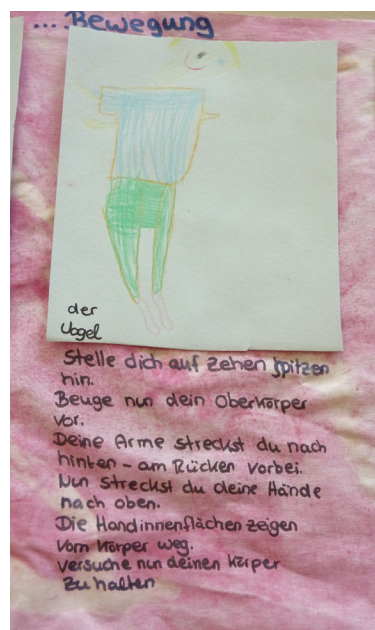 ... Bewegung
der
Vogel
Stelle dich auf Zehen spitzen
hin.
Beuge nun dein Oberkörper
vor.
Deine Arme streckst du nach
hinten - am Rücken vorbei.
Nun streckst du deine Hände
nach oben.
Die Handinnenflächen zeigen
vom Körper weg.
versuche nun deinen Körper
zu halten